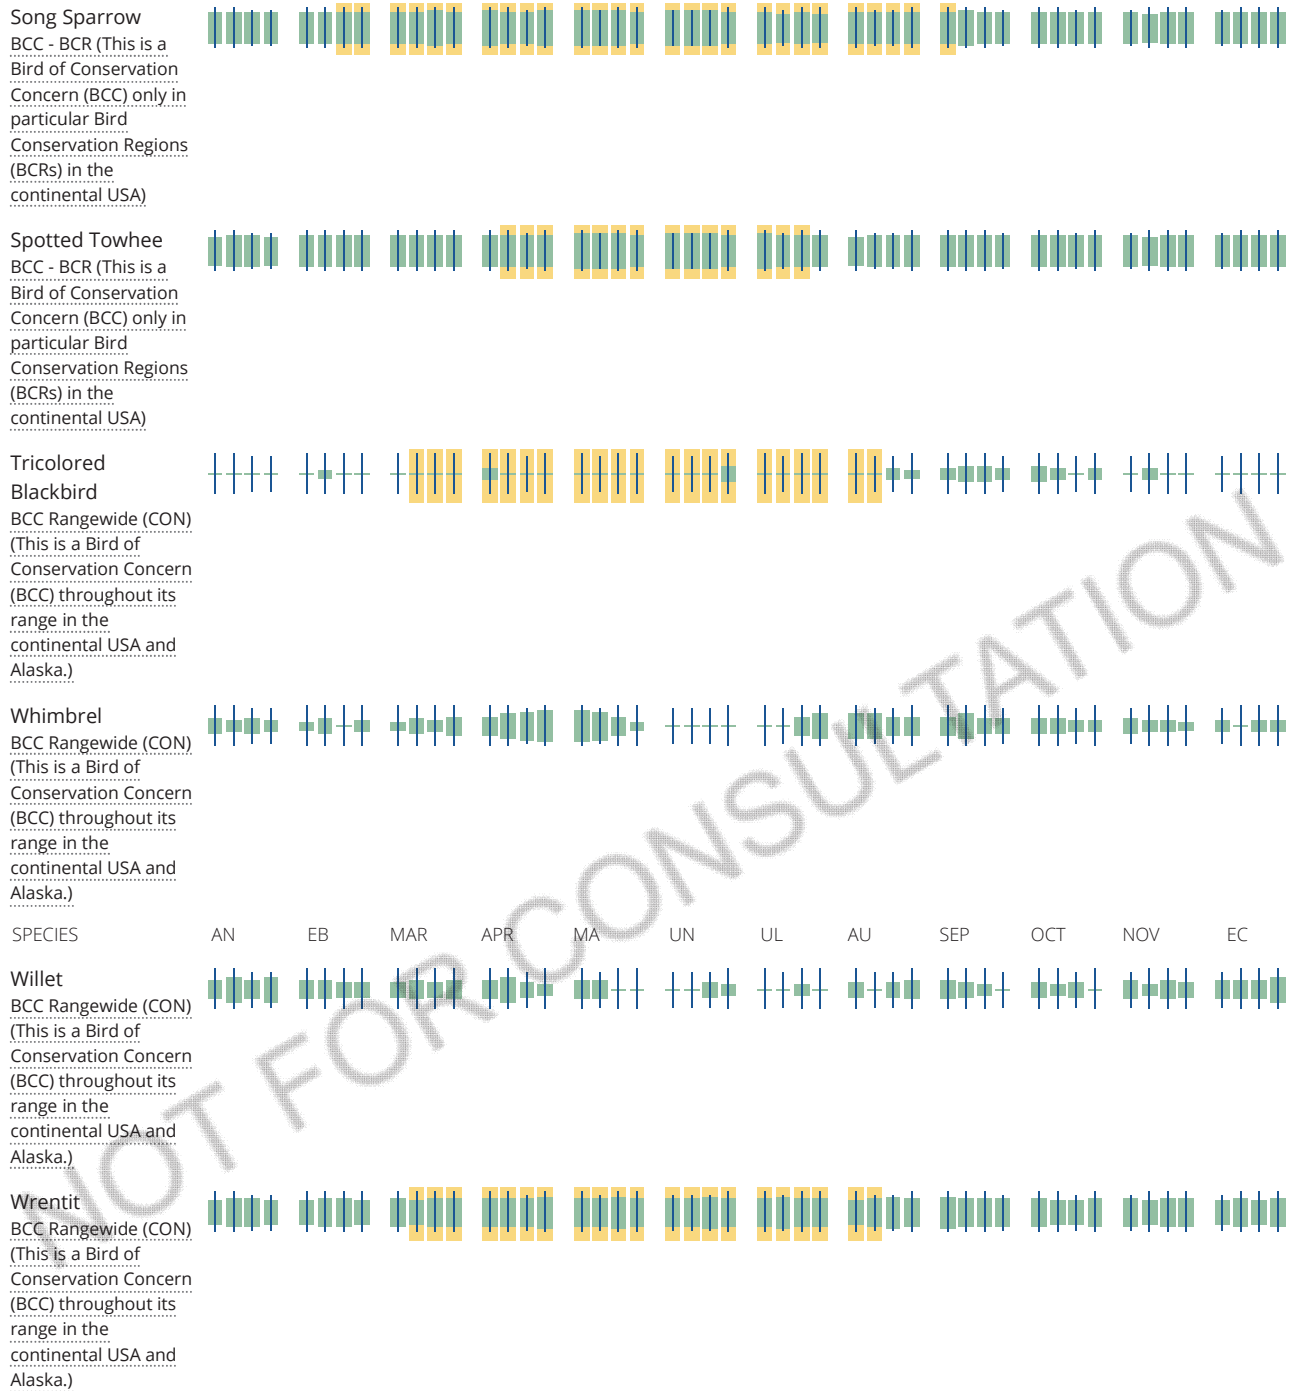 Song Sparrow
BCC - BCR (This is a
Bird of Conservation
Concern (BCC) only in
particular Bird
Conservation Regions
(BCRs) in the
continental USA)
Spotted Towhee
BCC - BCR (This is a
Bird of Conservation
Concern (BCC) only in
particular Bird
Conservation Regions
(BCRs) in the
continental USA)
Tricolored
Blackbird
BCC Rangewide (CON)
(This is a Bird of
Conservation Concern
(BCC) throughout its
range in the
continental USA and
Alaska.)
Whimbrel
BCC Rangewide (CON)
(This is a Bird of
Conservation Concern
(BCC) throughout its
range in the
continental USA and
Alaska.)
SPECIES AN EB MAR APR MA UN UL AU SEP OCT NOV EC
Willet
BCC Rangewide (CON)
(This is a Bird of
Conservation Concern
(BCC) throughout its
range in the
continental USA and
Alaska.)
Wrentit
BCC Rangewide (CON)
(This is a Bird of
Conservation Concern
(BCC) throughout its
range in the
continental USA and
Alaska.)
NOT FOR CONSULTATION